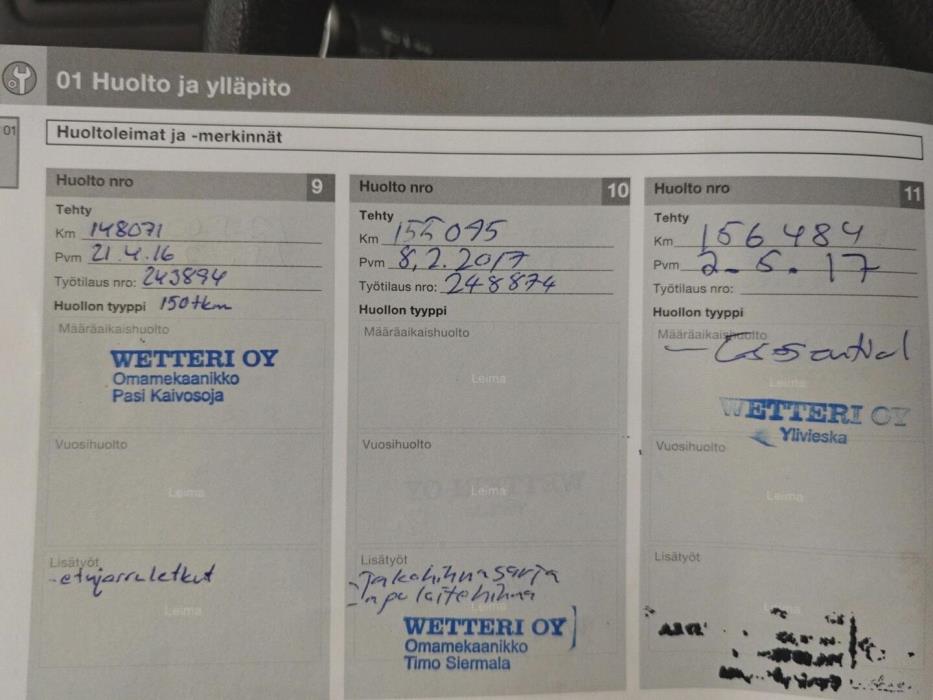 01 Huolto ja ylläpito
01
Huoltoleimat ja -merkinnät
Huolto nro 9
Tehty
Km 148071
Pvm 21.4.16
Työtilaus nro: 243894
Huollon tyyppi 150tkm
Määräaikaishuolto
WETTERI OY
Omamekaanikko
Pasi Kaivosoja
Vuosihuolto
Leima
Lisätyöt
-etujarruletkut
Leima
Huolto nro 10
Tehty
Km 155095
Pvm 8.2.2017
Työtilaus nro: 248874
Huollon tyyppi
Määräaikaishuolto
Leima
Vuosihuolto
Leima
Lisätyöt
-Jakohihnasarja
-apulaitehihna
Leima
WETTERI OY
Omamekaanikko
Timo Siermala
Huolto nro 11
Tehty
Km 156484
Pvm 2.5.17
Työtilaus nro:
Huollon tyyppi
Määräaikaishuolto
Leima
WETTERI OY
Ylivieska
Vuosihuolto
Leima
Lisätyöt